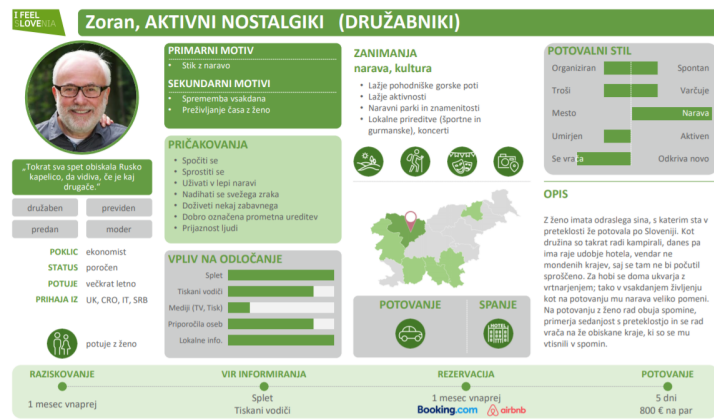 I FEEL
SLOVENIA
Zoran, AKTIVNI NOSTALGIKI (DRUŽABNIKI)
„Tokrat sva spet obiskala Rusko
kapelico, da vidiva, če je kaj
drugače.“
družaben
previden
predan
moder
POKLIC ekonomist
STATUS poročen
POTUJE večkrat letno
PRIHAJA IZ UK, CRO, IT, SRB
potuje z ženo
PRIMARNI MOTIV
• Stik z naravo
SEKUNDARNI MOTIVI
• Sprememba vsakdana
• Preživljanje časa z ženo
PRIČAKOVANJA
• Spočiti se
• Sprostiti se
• Uživati v lepi naravi
• Nadihati se svežega zraka
• Doživeti nekaj zabavnega
• Dobro označena prometna ureditev
• Prijaznost ljudi
VPLIV NA ODLOČANJE
Splet
Tiskani vodiči
Mediji (TV, Tisk)
Priporočila oseb
Lokalne info.
ZANIMANJA
narava, kultura
• Lažje pohodniške gorske poti
• Lažje aktivnosti
• Naravni parki in znamenitosti
• Lokalne prireditve (športne in
gurmanske), koncerti
POTOVANJE
SPANJE
HOTEL
POTOVALNI STIL
Organiziran Spontan
Troši Varčuje
Mesto Narava
Umirjen Aktiven
Se vrača Odkriva novo
OPIS
Z ženo imata odraslega sina, s katerim sta v
preteklosti že potovala po Sloveniji. Kot
družina so takrat radi kampirali, danes pa
ima raje udobje hotela, vendar ne
mondenih krajev, saj se tam ne bi počutil
sproščeno. Za hobi se doma ukvarja z
vrtnarjenjem; tako v vsakdanjem življenju
kot na potovanju mu narava veliko pomeni.
Na potovanju z ženo rad obuja spomine,
primerja sedanjost s preteklostjo in se rad
vrača na že obiskane kraje, ki so se mu
vtisnili v spomin.
RAZISKOVANJE
1 mesec vnaprej
VIR INFORMIRANJA
Splet
Tiskani vodiči
REZERVACIJA
1 mesec vnaprej
Booking.com airbnb
POTOVANJE
5 dni
800 € na par